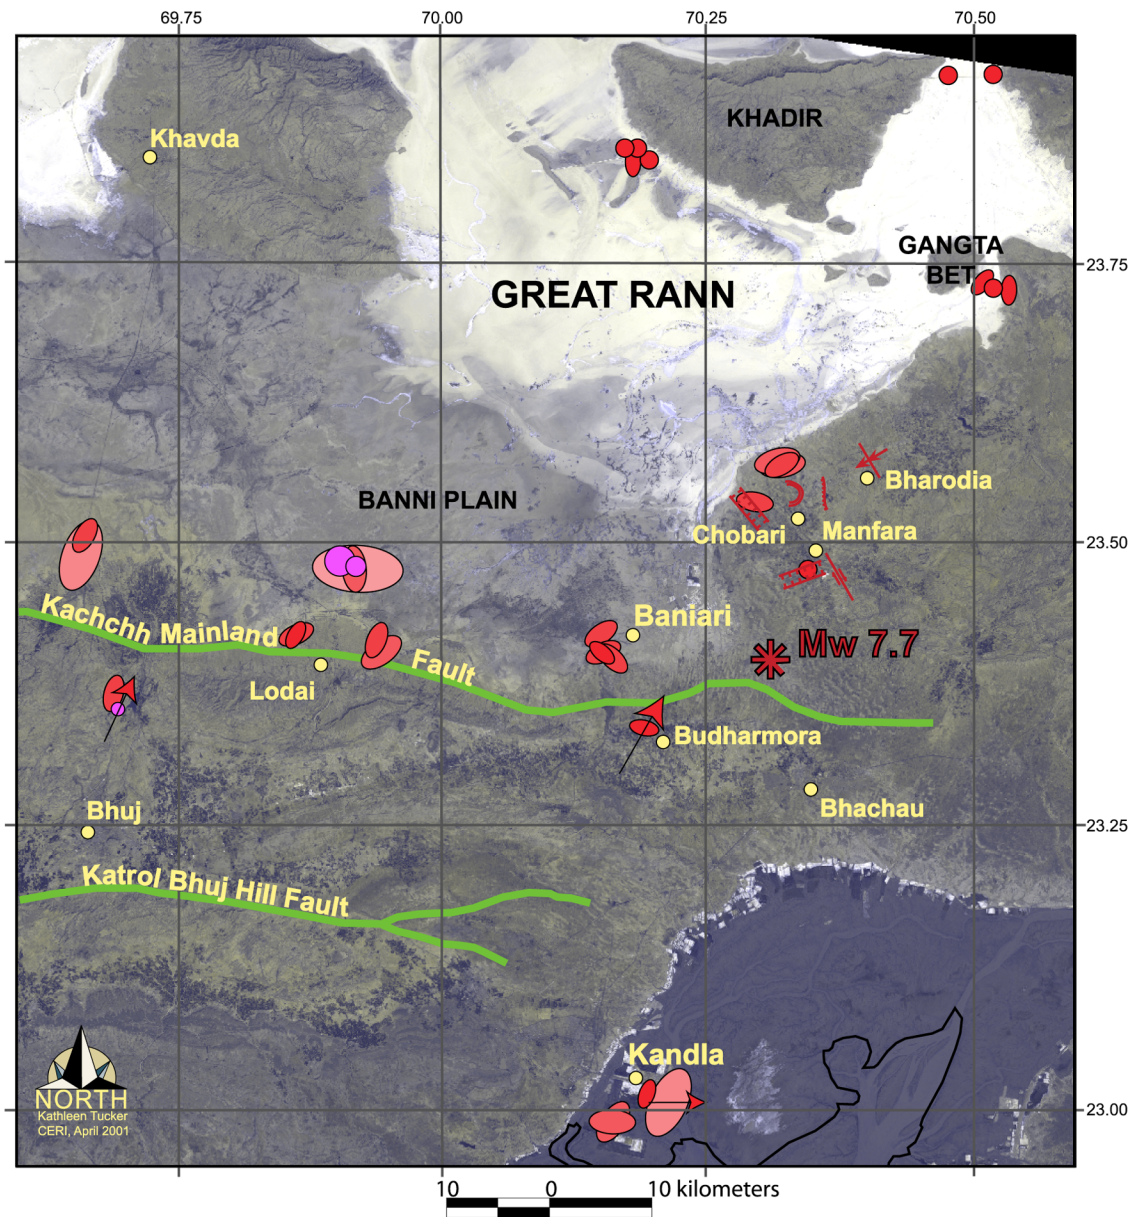 69.75
70.00
70.25
70.50
KHADIR
Khavda
GANGTA
BET
23.75
GREAT RANN
Bharodia
BANNI PLAIN
Chobari
Manfara
23.50
Kachchh Mainland
Fault
Baniari
Mw 7.7
Lodai
Budharmora
Bhuj
Bhachau
23.25
Katrol Bhuj Hill Fault
Kandla
NORTH
Kathleen Tucker
CERI, April 2001
23.00
10 0 10 kilometers